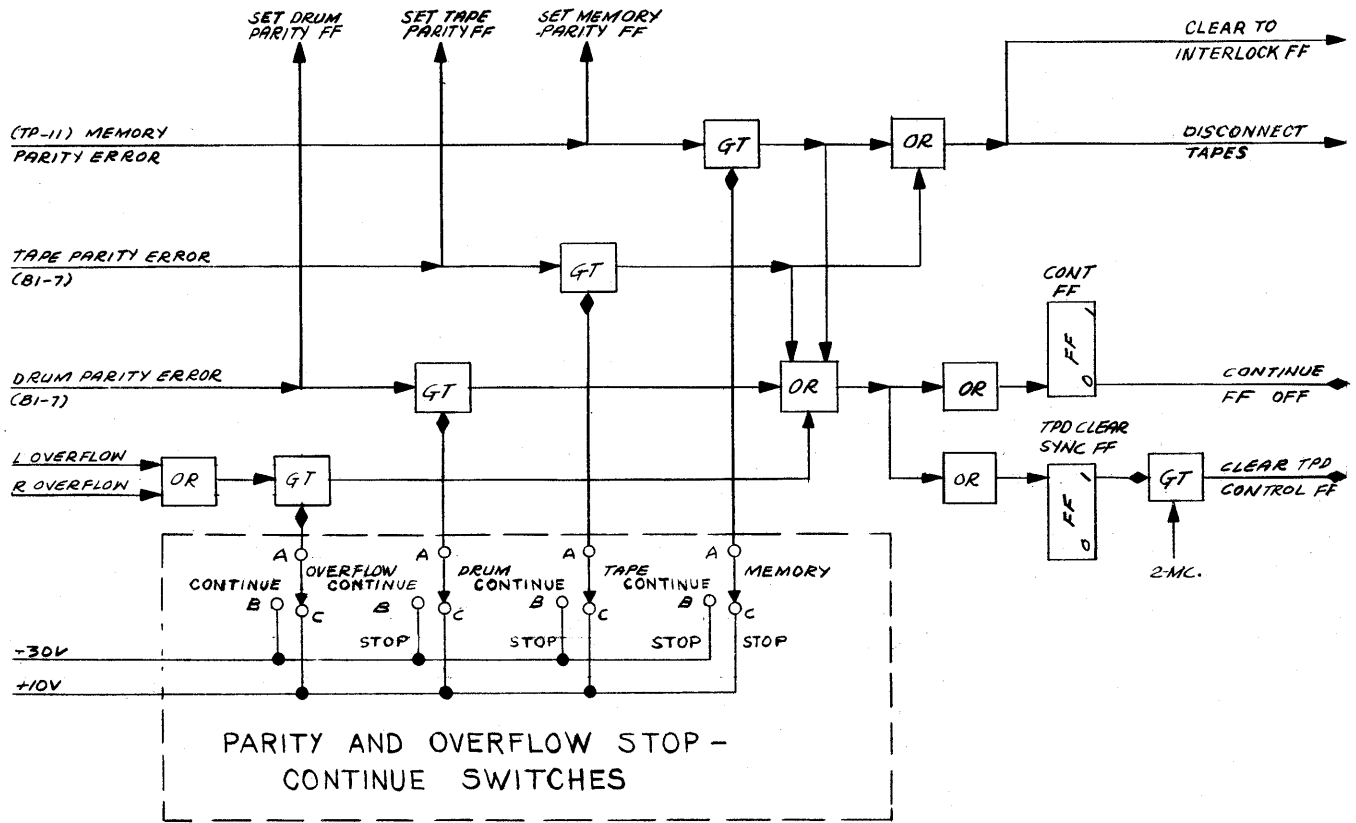 SET DRUM
PARITY FF
SET TAPE
PARITY FF
SET MEMORY
-PARITY FF
CLEAR TO
INTERLOCK FF
(TP-11) MEMORY
PARITY ERROR
GT
OR
DISCONNECT
TAPES
TAPE PARITY ERROR
(B1-7)
GT
CONT
FF
FF
1
0
DRUM PARITY ERROR
(B1-7)
GT
OR
OR
CONTINUE
FF OFF
TPD CLEAR
SYNC FF
L OVERFLOW
R OVERFLOW
OR
GT
OR
FF
1
0
GT
CLEAR TPD
CONTROL FF
2-MC.
A
A
A
A
OVERFLOW
DRUM
TAPE
MEMORY
CONTINUE
CONTINUE
CONTINUE
CONTINUE
B
C
B
C
B
C
B
C
STOP
STOP
STOP
STOP
-30V
+10V
PARITY AND OVERFLOW STOP -
CONTINUE SWITCHES